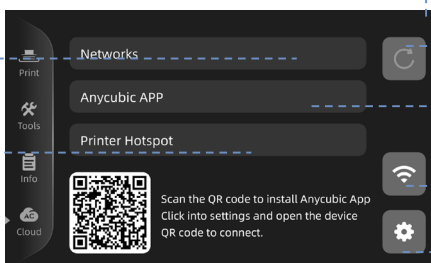 Print
Tools
Info
AC
Cloud
Networks
Anycubic APP
Printer Hotspot
Scan the QR code to install Anycubic App
Click into settings and open the device
QR code to connect.